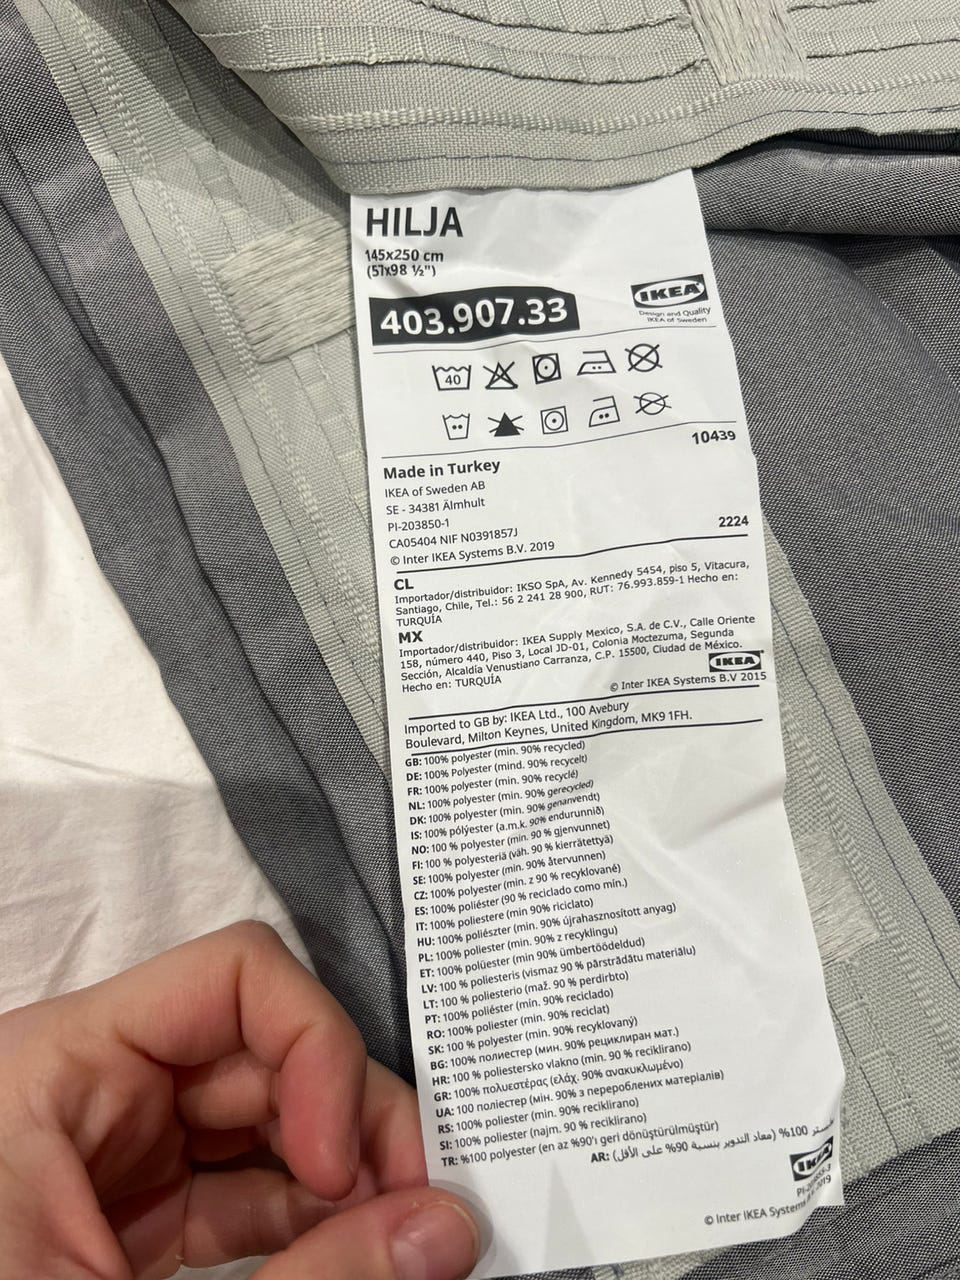 HILJA
145x250 cm
(57x98 ½")
403.907.33
IKEA
Design and Quality
IKEA of Sweden
40
10439
Made in Turkey
IKEA of Sweden AB
SE - 34381 Älmhult
PI-203850-1
CA05404 NIF N0391857J
2224
© Inter IKEA Systems B.V. 2019
CL
Importador/distribuidor: IKSO SpA, Av. Kennedy 5454, piso 5, Vitacura,
Santiago, Chile, Tel.: 56 2 241 28 900, RUT: 76.993.859-1 Hecho en:
TURQUÍA
MX
Importador/distribuidor: IKEA Supply Mexico, S.A. de C.V., Calle Oriente
158, número 440, Piso 3, Local JD-01, Colonia Moctezuma, Segunda
Sección, Alcaldía Venustiano Carranza, C.P. 15500, Ciudad de México.
Hecho en: TURQUÍA
IKEA
© Inter IKEA Systems B.V 2015
Imported to GB by: IKEA Ltd., 100 Avebury
Boulevard, Milton Keynes, United Kingdom, MK9 1FH.
GB: 100% polyester (min. 90% recycled)
DE: 100% Polyester (mind. 90% recycelt)
FR: 100% polyester (min. 90% recyclé)
NL: 100% polyester (min. 90% gerecycled)
DK: 100% polyester (min. 90% genanvendt)
IS: 100% pólýester (a.m.k. 90% endurunnið)
NO: 100 % polyester (min. 90 % gjenvunnet)
FI: 100 % polyesteriä (väh. 90 % kierrätettyä)
SE: 100% polyester (min. 90% återvunnen)
CZ: 100% polyester (min. z 90 % recyklované)
ES: 100% poliéster (90 % reciclado como mín.)
IT: 100% poliestere (min 90% riciclato)
HU: 100% poliészter (min. 90% újrahasznosított anyag)
PL: 100% poliester (min. 90% z recyklingu)
ET: 100% polüester (min 90% ümbertöödeldud)
LV: 100 % poliesteris (vismaz 90 % pārstrādātu materiālu)
LT: 100 % poliesterio (maž. 90 % perdirbto)
PT: 100% poliéster (mín. 90% reciclado)
RO: 100% poliester (min. 90% reciclat)
SK: 100% polyester (min. 90% recyklovaný)
BG: 100% полиестер (мин. 90% рециклиран мат.)
HR: 100 % poliestersko vlakno (min. 90 % reciklirano)
GR: 100% πολυεστέρας (ελάχ. 90% ανακυκλωμένο)
UA: 100 поліестер (мін. 90% з перероблених матеріалів)
RS: 100% poliester (min. 90% reciklirano)
SI: 100% poliester (najm. 90 % reciklirano)
TR: %100 polyester (en az %90'ı geri dönüştürülmüştür)
AR: 100% (معاد التدوير بنسبة 90% على الأقل)
IKEA
© Inter IKEA Systems 2019